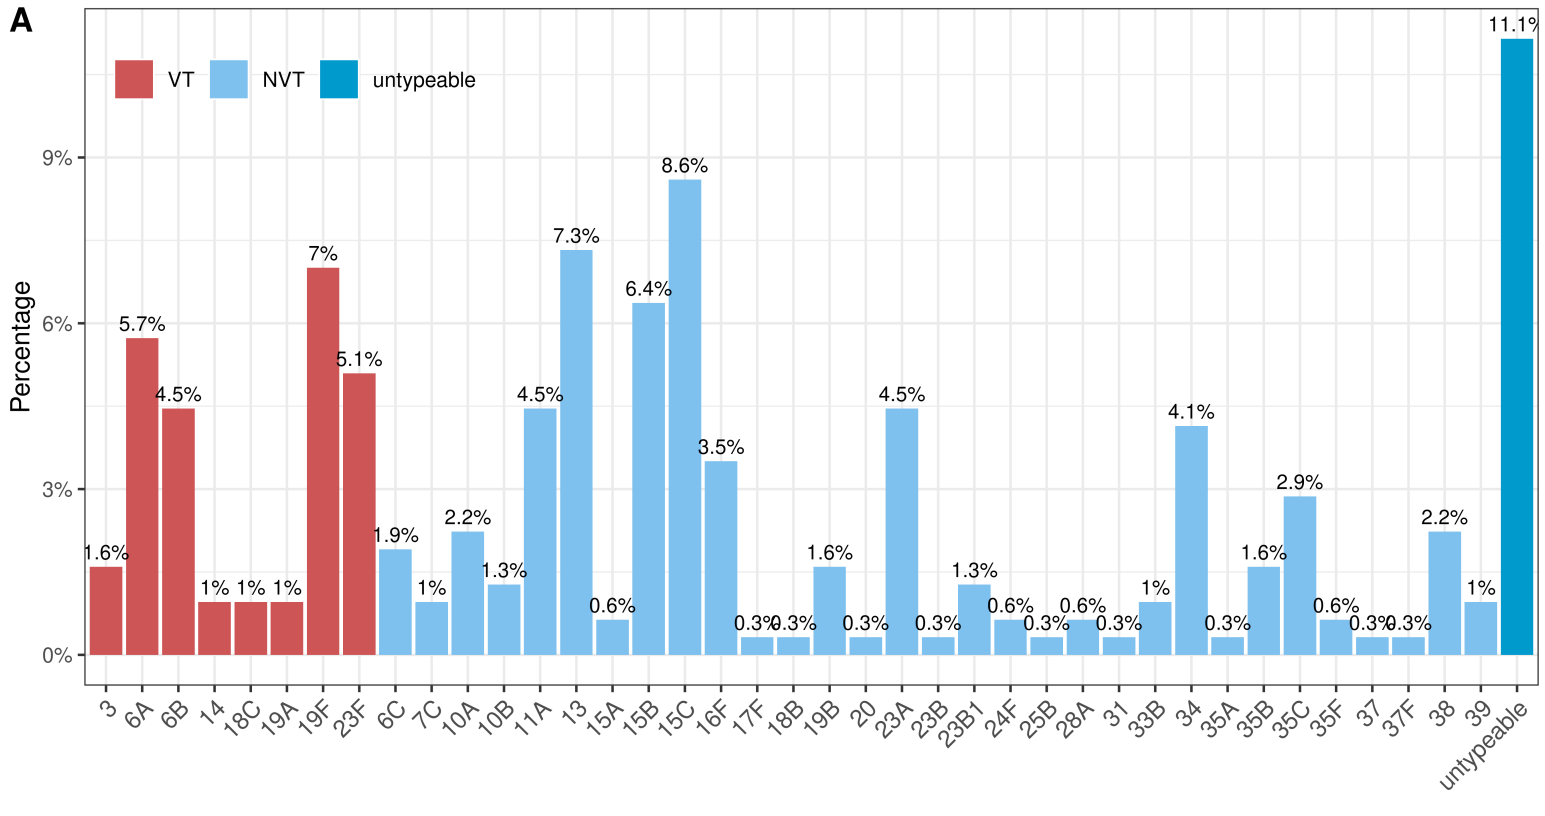 A
VT NVT untypeable
Percentage
9%
6%
3%
0%
1.6% 5.7% 4.5% 1% 1% 1% 7% 5.1% 1.9% 1% 2.2% 1.3% 4.5% 7.3% 0.6% 6.4% 8.6% 3.5% 0.3% 0.3% 1.6% 0.3% 4.5% 0.3% 1.3% 0.6% 0.3% 0.6% 0.3% 1% 4.1% 0.3% 1.6% 2.9% 0.6% 0.3% 0.3% 2.2% 1% 11.1%
3 6A 6B 14 18C 19A 19F 23F 6C 7C 10A 10B 11A 13 15A 15B 15C 16F 17F 18B 19B 20 23A 23B 23B1 24F 25B 28A 31 33B 34 35A 35B 35C 35F 37 37F 38 39 untypeable